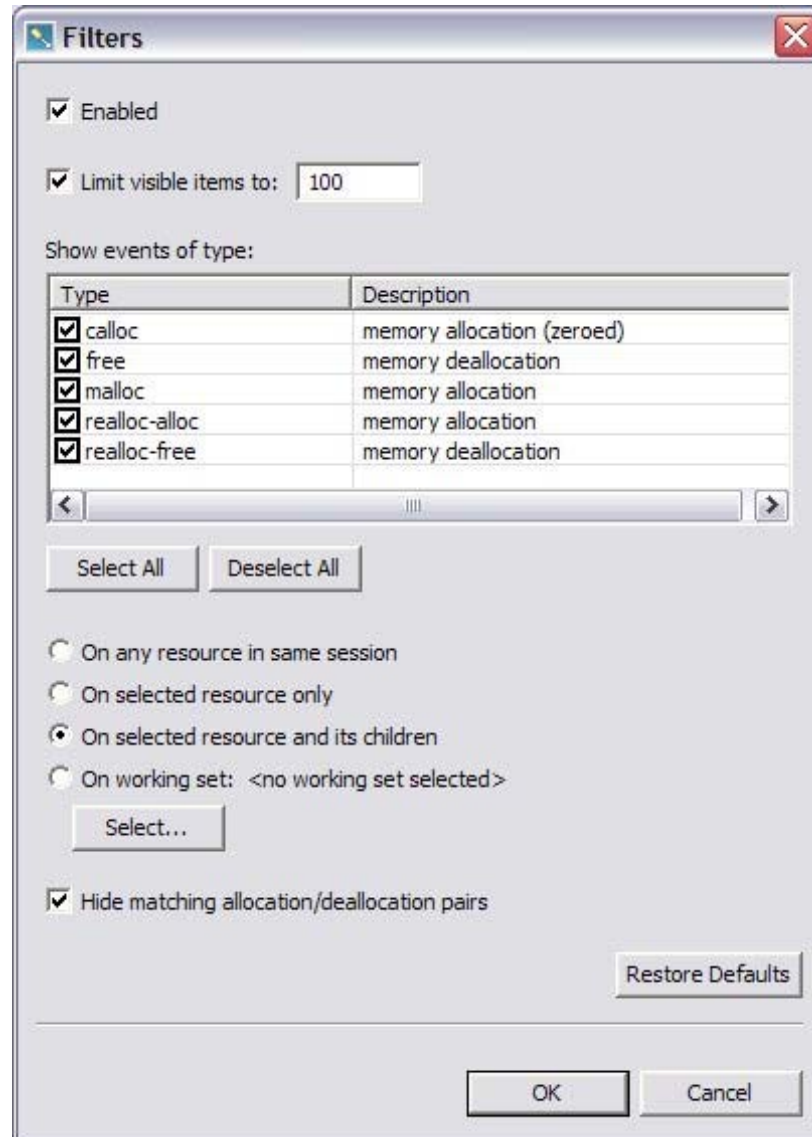 Filters
Enabled
Limit visible items to: 100
Show events of type:
Type Description
calloc memory allocation (zeroed)
free memory deallocation
malloc memory allocation
realloc-alloc memory allocation
realloc-free memory deallocation
Select All Deselect All
On any resource in same session
On selected resource only
On selected resource and its children
On working set: <no working set selected>
Select...
Hide matching allocation/deallocation pairs
Restore Defaults
OK Cancel